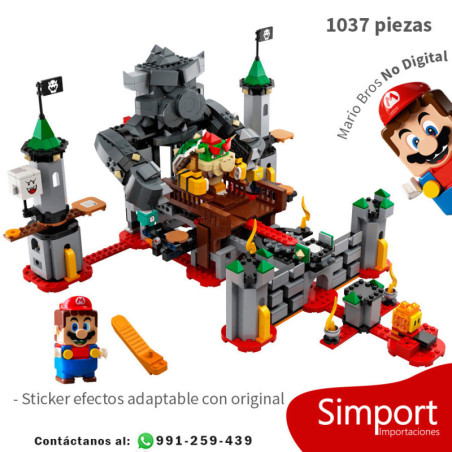 1037 piezas
Mario Bros No Digital
M
M
- Sticker efectos adaptable con original
Simport
Importaciones
Contáctanos al: 991-259-439